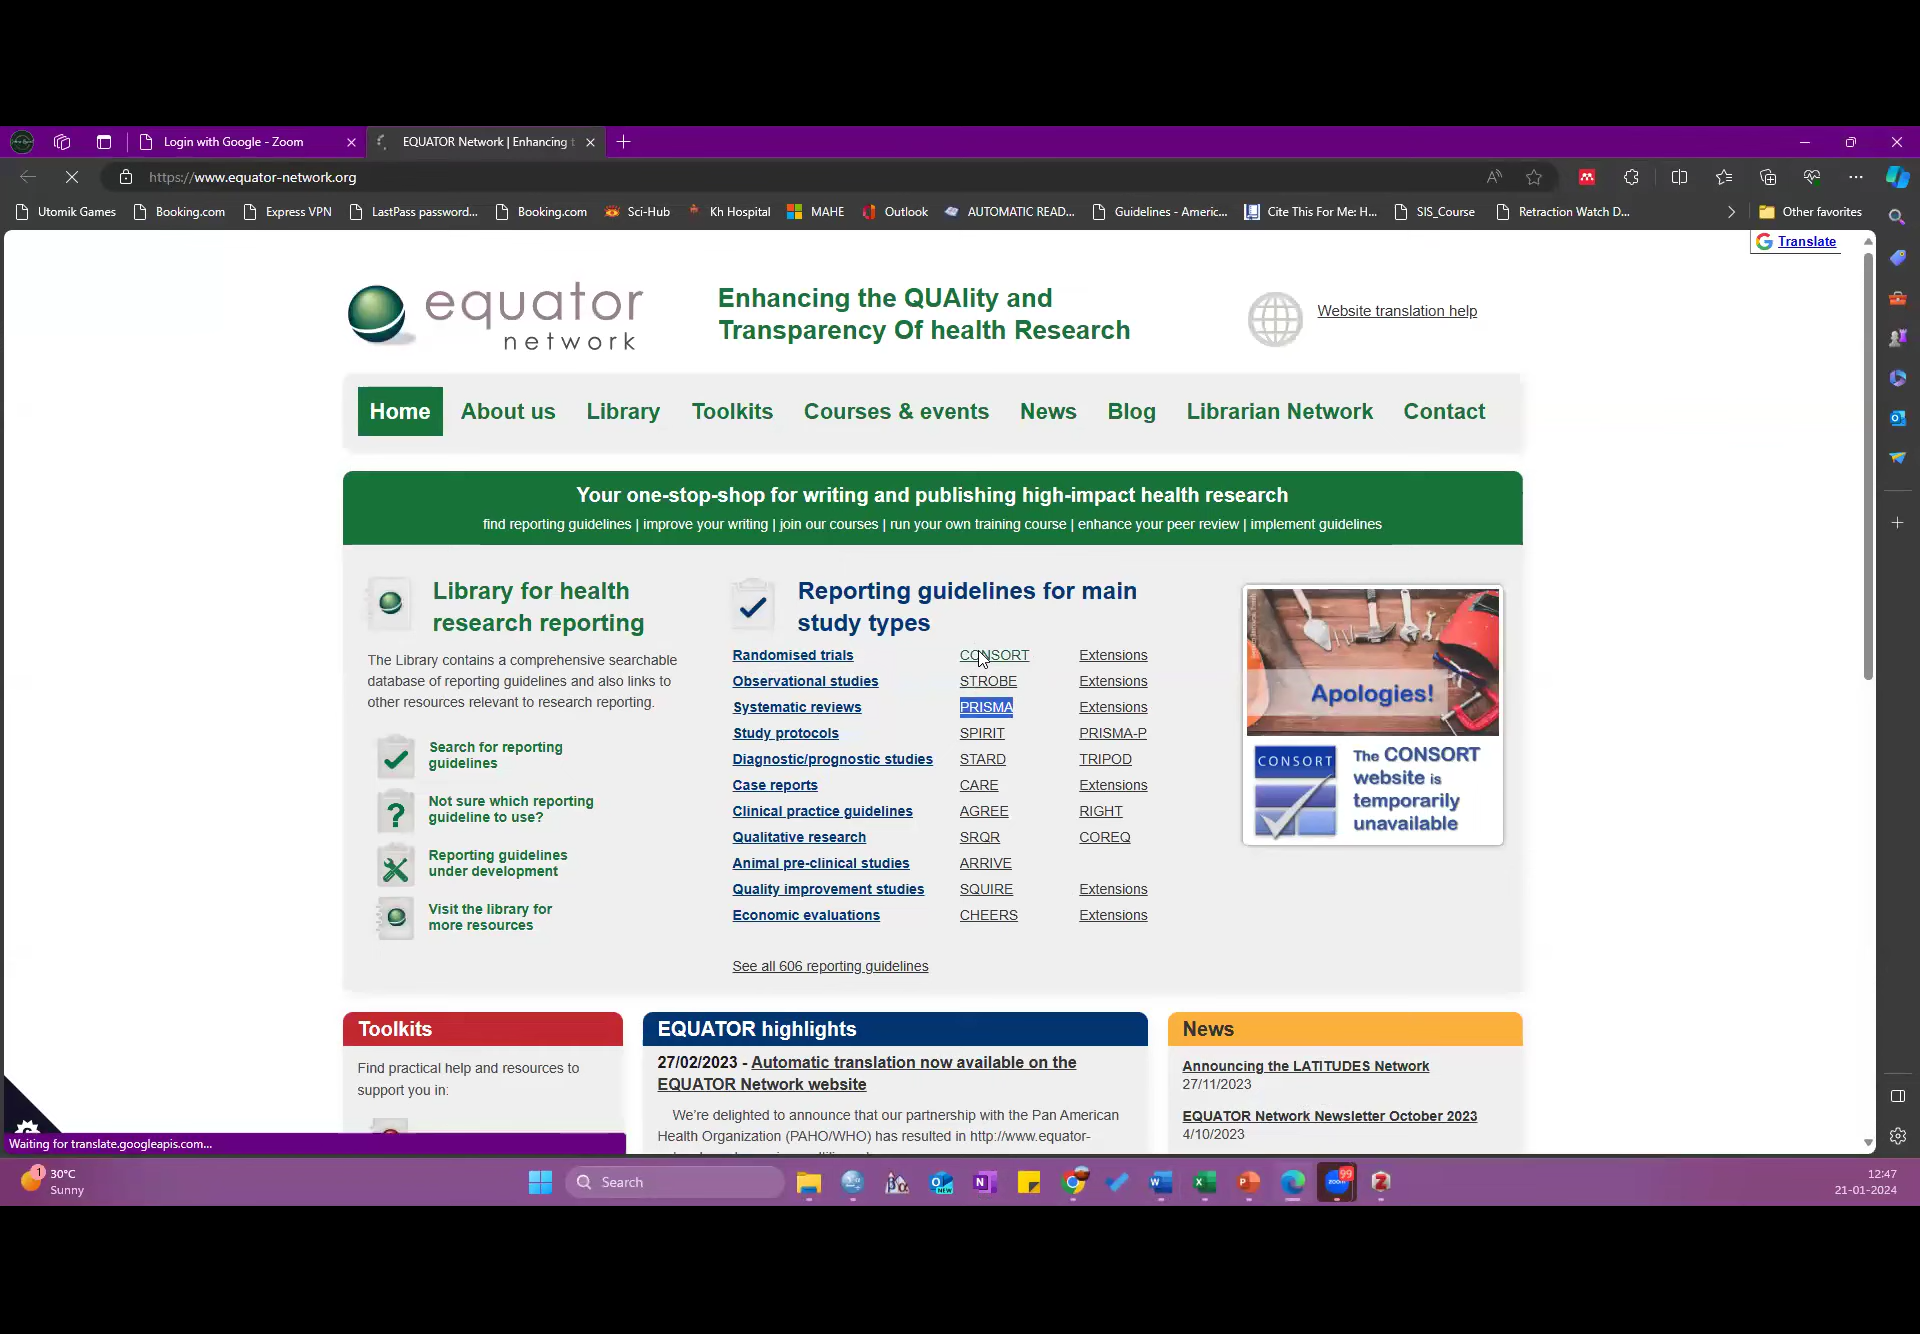 Login with Google - Zoom
EQUATOR Network | Enhancing
https://www.equator-network.org
Utomik Games
Booking.com
Express VPN
LastPass password...
Booking.com
Sci-Hub
Kh Hospital
MAHE
Outlook
AUTOMATIC READ...
Guidelines - Americ...
Cite This For Me: H...
SIS_Course
Retraction Watch D...
Other favorites
Translate
equator
network
Enhancing the QUAlity and
Transparency Of health Research
Website translation help
Home About us Library Toolkits Courses & events News Blog Librarian Network Contact
Your one-stop-shop for writing and publishing high-impact health research
find reporting guidelines | improve your writing | join our courses | run your own training course | enhance your peer review | implement guidelines
Library for health
research reporting
The Library contains a comprehensive searchable
database of reporting guidelines and also links to
other resources relevant to research reporting.
Search for reporting
guidelines
Not sure which reporting
guideline to use?
Reporting guidelines
under development
Visit the library for
more resources
Reporting guidelines for main
study types
Randomised trials CONSORT Extensions
Observational studies STROBE Extensions
Systematic reviews PRISMA Extensions
Study protocols SPIRIT PRISMA-P
Diagnostic/prognostic studies STARD TRIPOD
Case reports CARE Extensions
Clinical practice guidelines AGREE RIGHT
Qualitative research SRQR COREQ
Animal pre-clinical studies ARRIVE
Quality improvement studies SQUIRE Extensions
Economic evaluations CHEERS Extensions
See all 606 reporting guidelines
Apologies!
CONSORT
The CONSORT
website is
temporarily
unavailable
Toolkits
Find practical help and resources to
support you in:
EQUATOR highlights
27/02/2023 - Automatic translation now available on the
EQUATOR Network website
We're delighted to announce that our partnership with the Pan American
Health Organization (PAHO/WHO) has resulted in http://www.equator-
News
Announcing the LATITUDES Network
27/11/2023
EQUATOR Network Newsletter October 2023
4/10/2023
Waiting for translate.googleapis.com...
1
30°C
Sunny
Search
99
12:47
21-01-2024